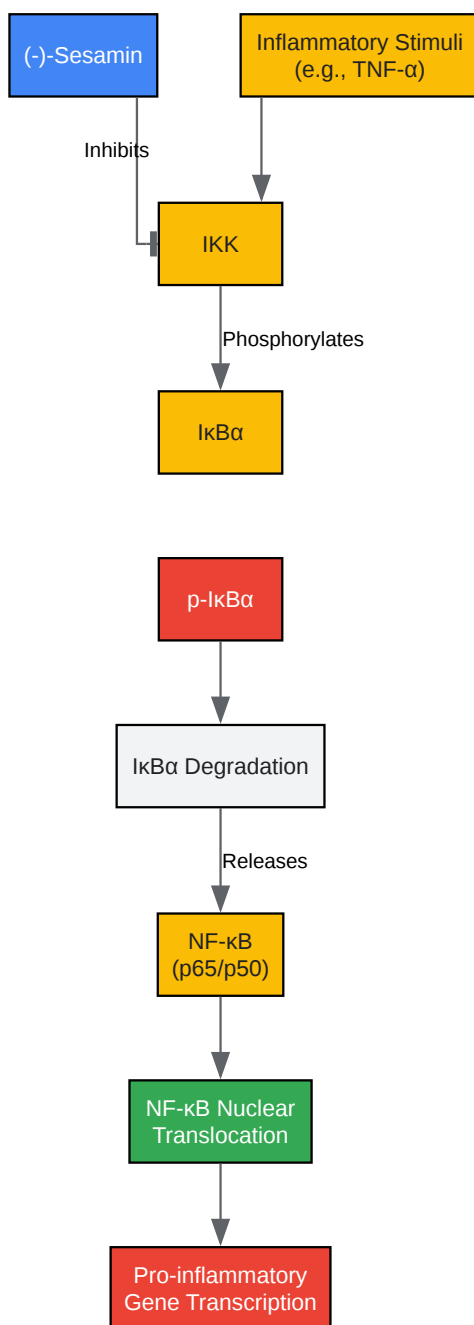 (-)-Sesamin
Inflammatory Stimuli
(e.g., TNF-α)
Inhibits
IKK
Phosphorylates
IκBα
p-IκBα
IκBα Degradation
Releases
NF-κB
(p65/p50)
NF-κB Nuclear
Translocation
Pro-inflammatory
Gene Transcription